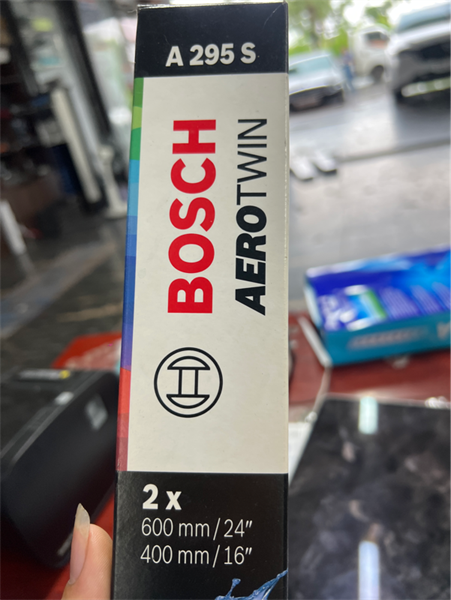 A 295 S
BOSCH
AEROTWIN
2 x
600 mm/24"
400 mm/16"